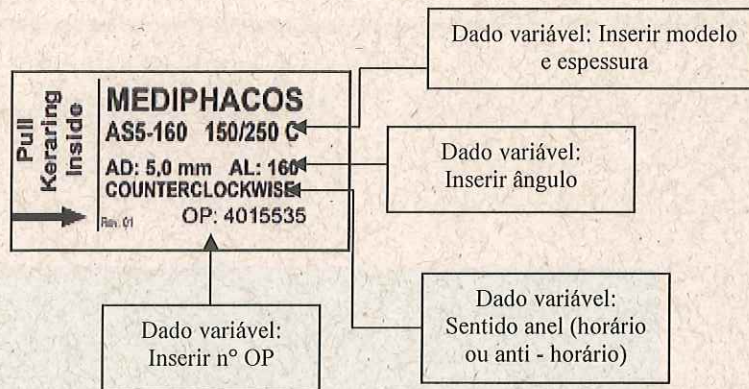 Dado variável: Inserir modelo
e espessura
Pull
Keraring
Inside
MEDIPHACOS
AS5-160 150/250 C
AD: 5,0 mm AL: 160
COUNTERCLOCKWISE
Rev. 01
OP: 4015535
Dado variável:
Inserir ângulo
Dado variável:
Inserir nº OP
Dado variável:
Sentido anel (horário
ou anti - horário)